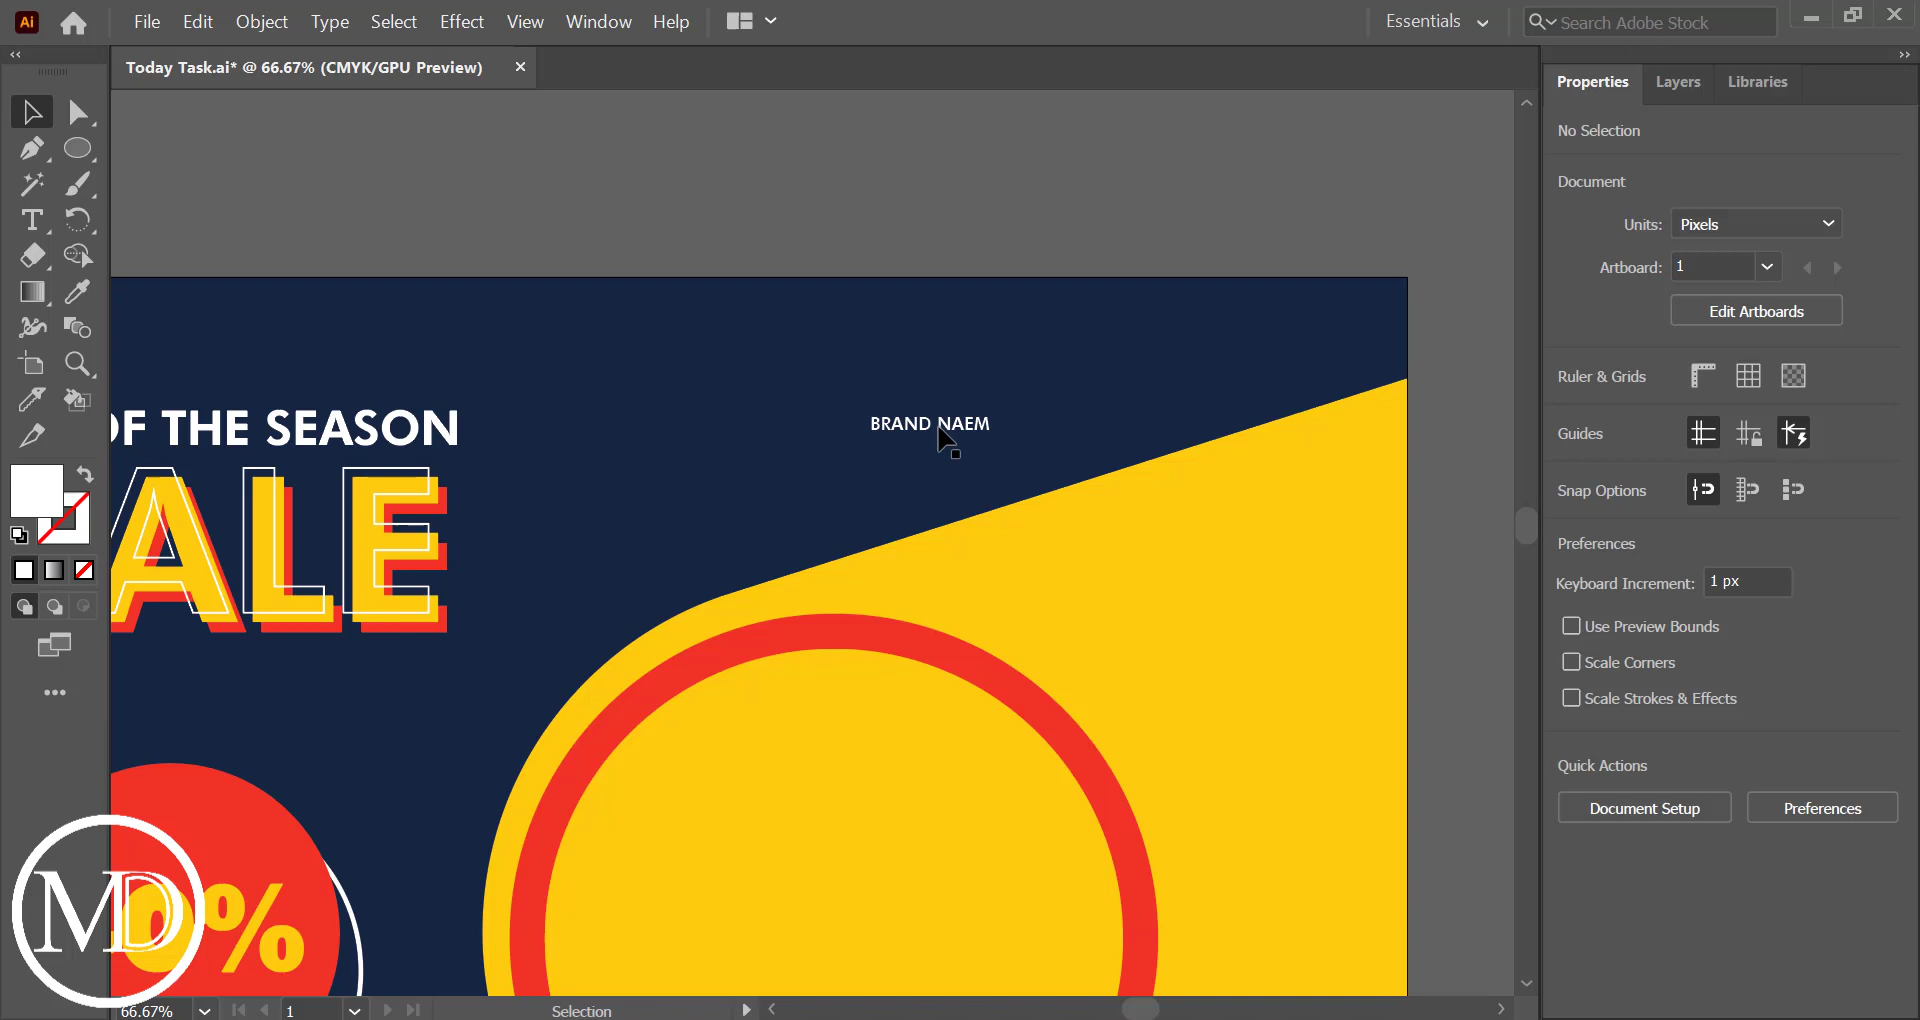 Ai File Edit Object Type Select Effect View Window Help Essentials Search Adobe Stock
Today Task.ai* @ 66.67% (CMYK/GPU Preview)
Properties Layers Libraries
No Selection
Document
Units: Pixels
Artboard: 1
Edit Artboards
Ruler & Grids
Guides
Snap Options
Preferences
Keyboard Increment: 1 px
Use Preview Bounds
Scale Corners
Scale Strokes & Effects
Quick Actions
Document Setup Preferences
OF THE SEASON
ALE
BRAND NAEM
0%
MD
66.67% 1 Selection